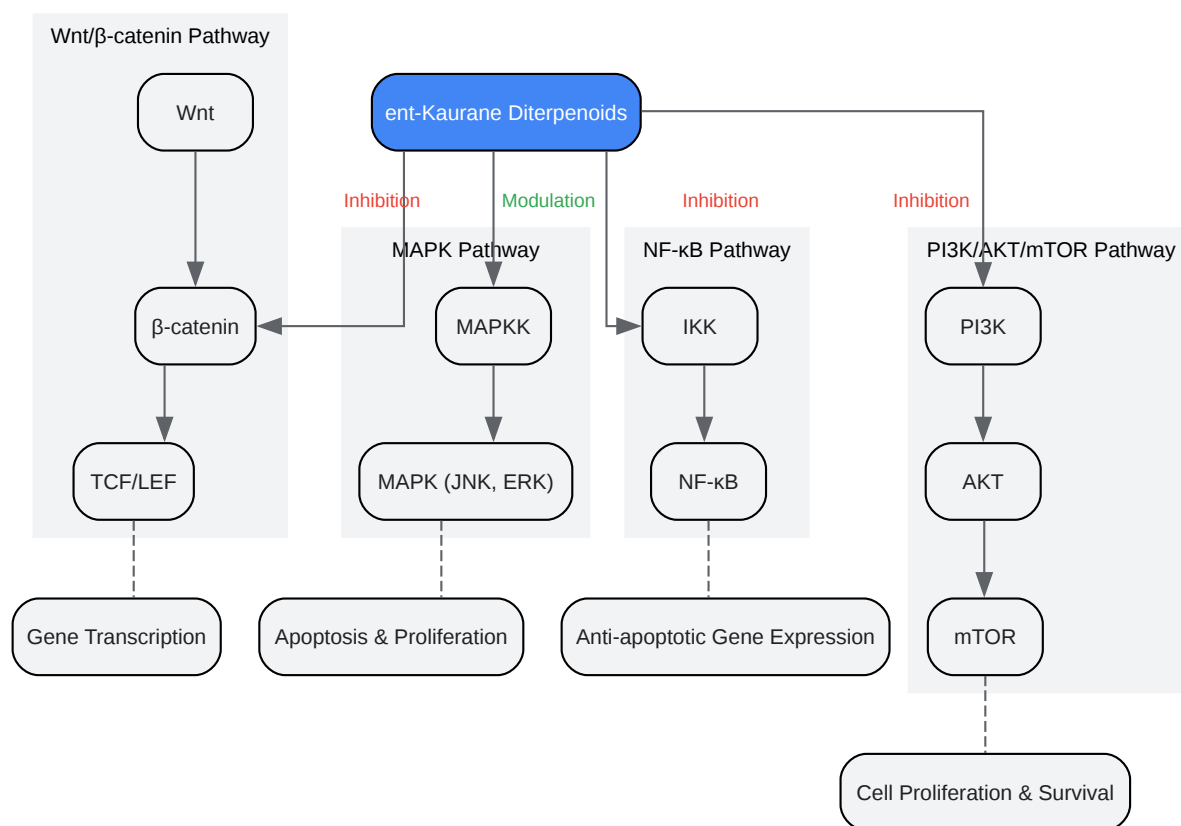 Wnt/β-catenin Pathway
Wnt
ent-Kaurane Diterpenoids
Inhibition
Modulation
Inhibition
Inhibition
MAPK Pathway
NF-κB Pathway
PI3K/AKT/mTOR Pathway
β-catenin
MAPKK
IKK
PI3K
TCF/LEF
MAPK (JNK, ERK)
NF-κB
AKT
Gene Transcription
Apoptosis & Proliferation
Anti-apoptotic Gene Expression
mTOR
Cell Proliferation & Survival